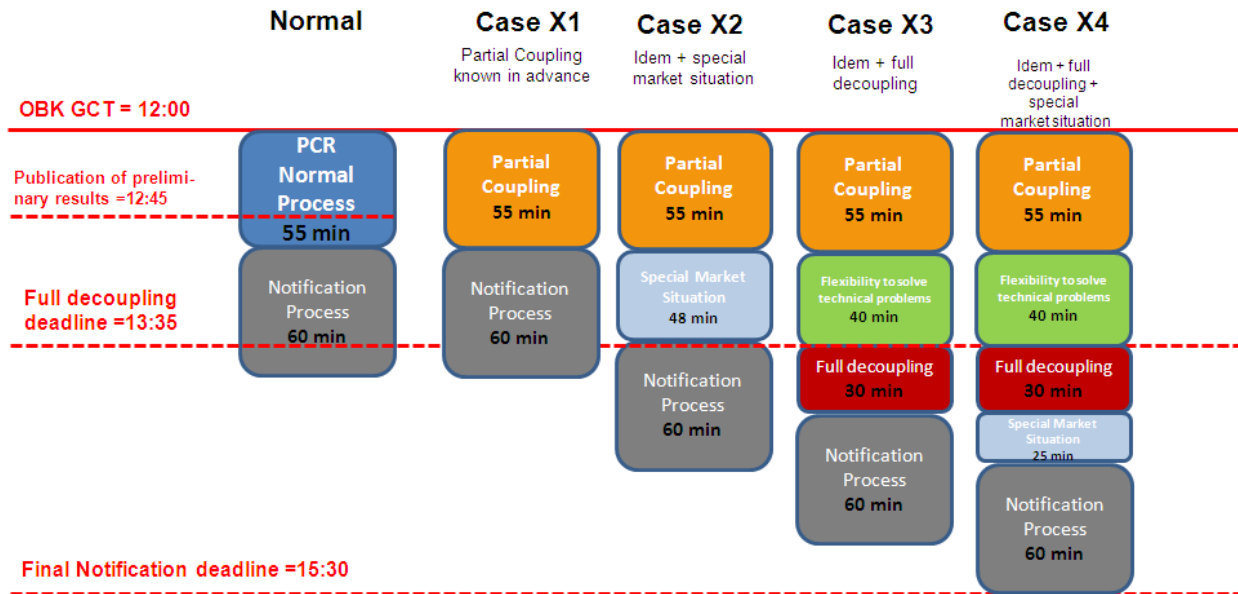 Normal
Case X1
Case X2
Case X3
Case X4
Partial Coupling
known in advance
Idem + special
market situation
Idem + full
decoupling
Idem + full
decoupling +
special
market situation
OBK GCT = 12:00
Publication of prelimi-
nary results =12:45
Full decoupling
deadline =13:35
Final Notification deadline =15:30
PCR
Normal
Process
55 min
Notification
Process
60 min
Partial
Coupling
55 min
Notification
Process
60 min
Partial
Coupling
55 min
Special Market
Situation
48 min
Notification
Process
60 min
Partial
Coupling
55 min
Flexibility to solve
technical problems
40 min
Full decoupling
30 min
Notification
Process
60 min
Partial
Coupling
55 min
Flexibility to solve
technical problems
40 min
Full decoupling
30 min
Special Market
Situation
25 min
Notification
Process
60 min